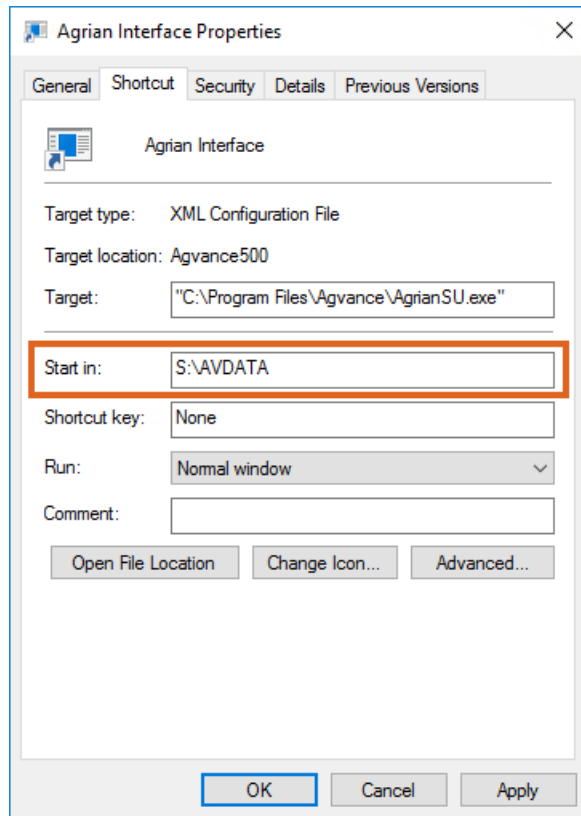 Agrian Interface Properties
General Shortcut Security Details Previous Versions
Agrian Interface
Target type: XML Configuration File
Target location: Agvance500
Target: "C:\Program Files\Agvance\AgrianSU.exe"
Start in: S:\AVDATA
Shortcut key: None
Run: Normal window
Comment:
Open File Location Change Icon... Advanced...
OK Cancel Apply